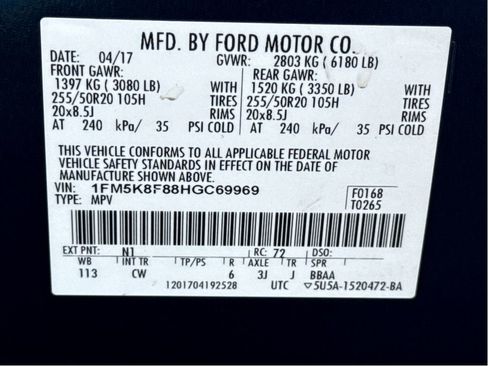 MFD. BY FORD MOTOR CO.
DATE: 04/17 GVWR: 2803 KG ( 6180 LB)
FRONT GAWR: REAR GAWR:
1397 KG ( 3080 LB) WITH 1520 KG ( 3350 LB) WITH
255/50R20 105H TIRES 255/50R20 105H TIRES
20x8.5J RIMS 20x8.5J RIMS
AT 240 kPa/ 35 PSI COLD AT 240 kPa/ 35 PSI COLD
THIS VEHICLE CONFORMS TO ALL APPLICABLE FEDERAL MOTOR
VEHICLE SAFETY STANDARDS IN EFFECT ON THE DATE OF
MANUFACTURE SHOWN ABOVE.
VIN: 1FM5K8F88HGC69969 F0168
TYPE: MPV T0265
EXT PNT: N1 RC: 72 DSO:
WB INT TR TP/PS R AXLE TR SPR
113 CW 6 3J J BBAA
1201704192528 UTC ▽5U5A-1520472-BA